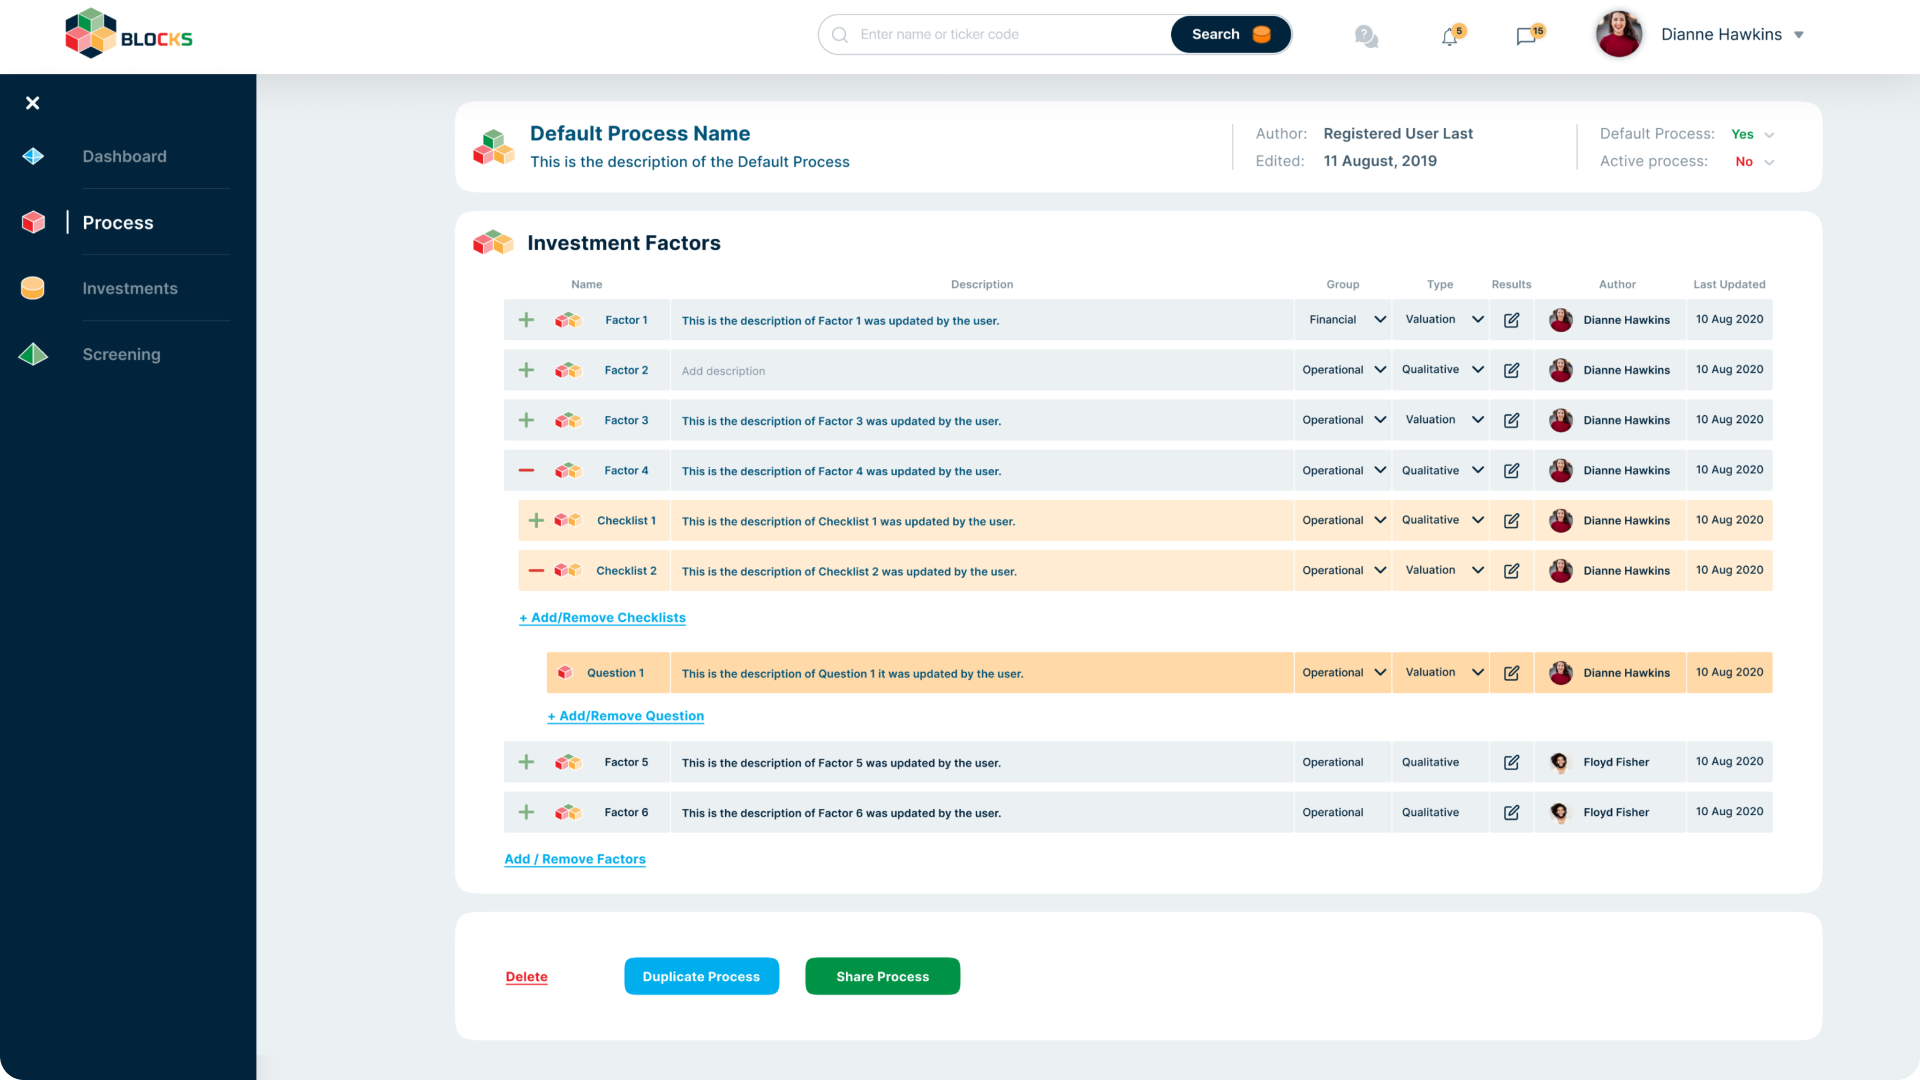 BLOCKS
Enter name or ticker code
Search
?
5
15
Dianne Hawkins
Dashboard
Process
Investments
Screening
Default Process Name
This is the description of the Default Process
Author: Registered User Last
Edited: 11 August, 2019
Default Process: Yes
Active process: No
Investment Factors
Name Description Group Type Results Author Last Updated
Factor 1 This is the description of Factor 1 was updated by the user. Financial Valuation Dianne Hawkins 10 Aug 2020
Factor 2 Add description Operational Qualitative Dianne Hawkins 10 Aug 2020
Factor 3 This is the description of Factor 3 was updated by the user. Operational Valuation Dianne Hawkins 10 Aug 2020
Factor 4 This is the description of Factor 4 was updated by the user. Operational Qualitative Dianne Hawkins 10 Aug 2020
Checklist 1 This is the description of Checklist 1 was updated by the user. Operational Qualitative Dianne Hawkins 10 Aug 2020
Checklist 2 This is the description of Checklist 2 was updated by the user. Operational Valuation Dianne Hawkins 10 Aug 2020
+ Add/Remove Checklists
Question 1 This is the description of Question 1 it was updated by the user. Operational Valuation Dianne Hawkins 10 Aug 2020
+ Add/Remove Question
Factor 5 This is the description of Factor 5 was updated by the user. Operational Qualitative Floyd Fisher 10 Aug 2020
Factor 6 This is the description of Factor 6 was updated by the user. Operational Qualitative Floyd Fisher 10 Aug 2020
Add / Remove Factors
Delete
Duplicate Process
Share Process